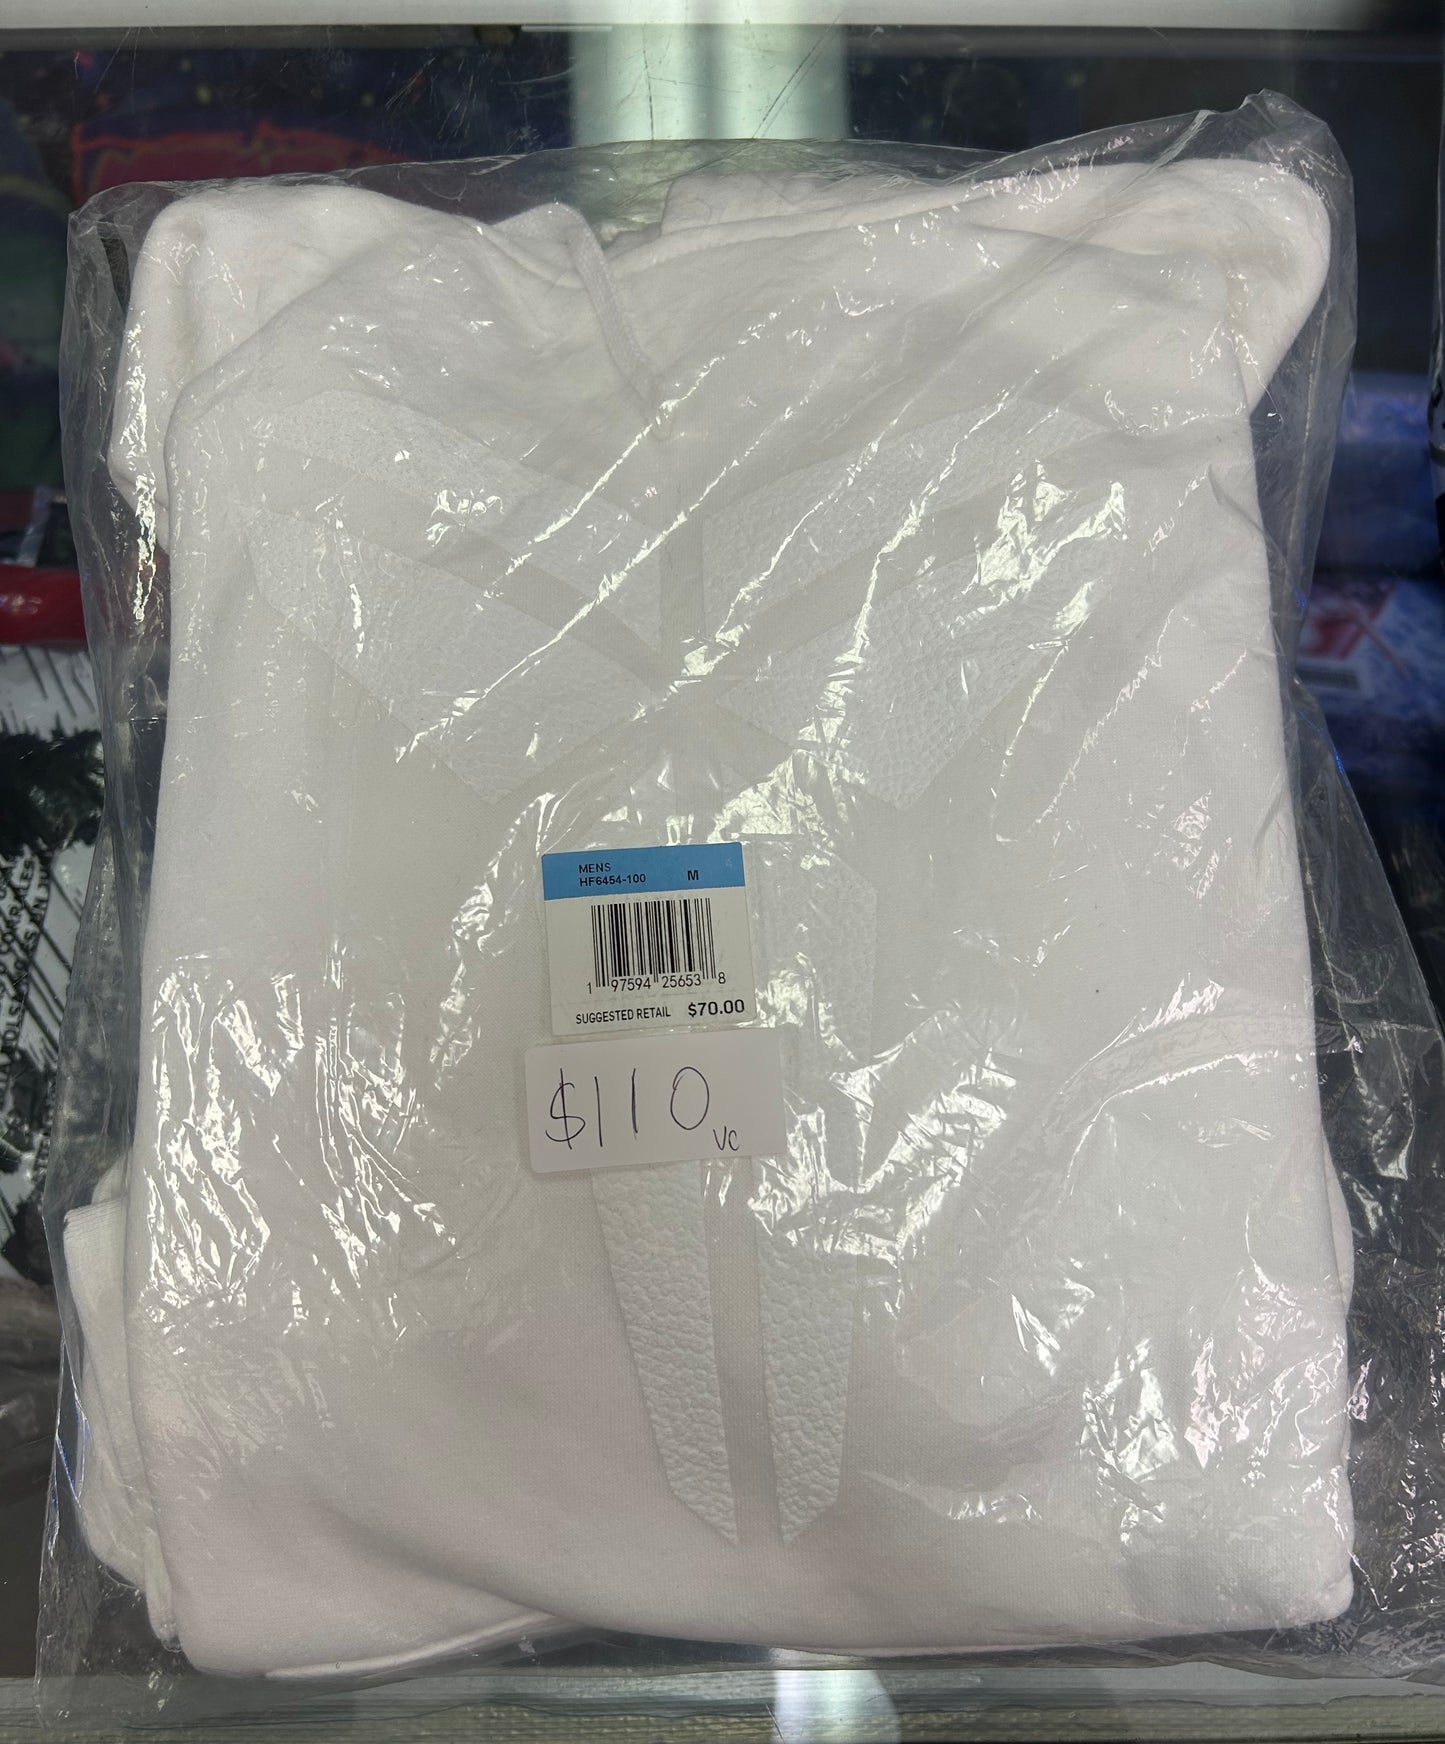 MENS
HF6454-100 M
1 97594 25653 8
SUGGESTED RETAIL $70.00
$110 VC